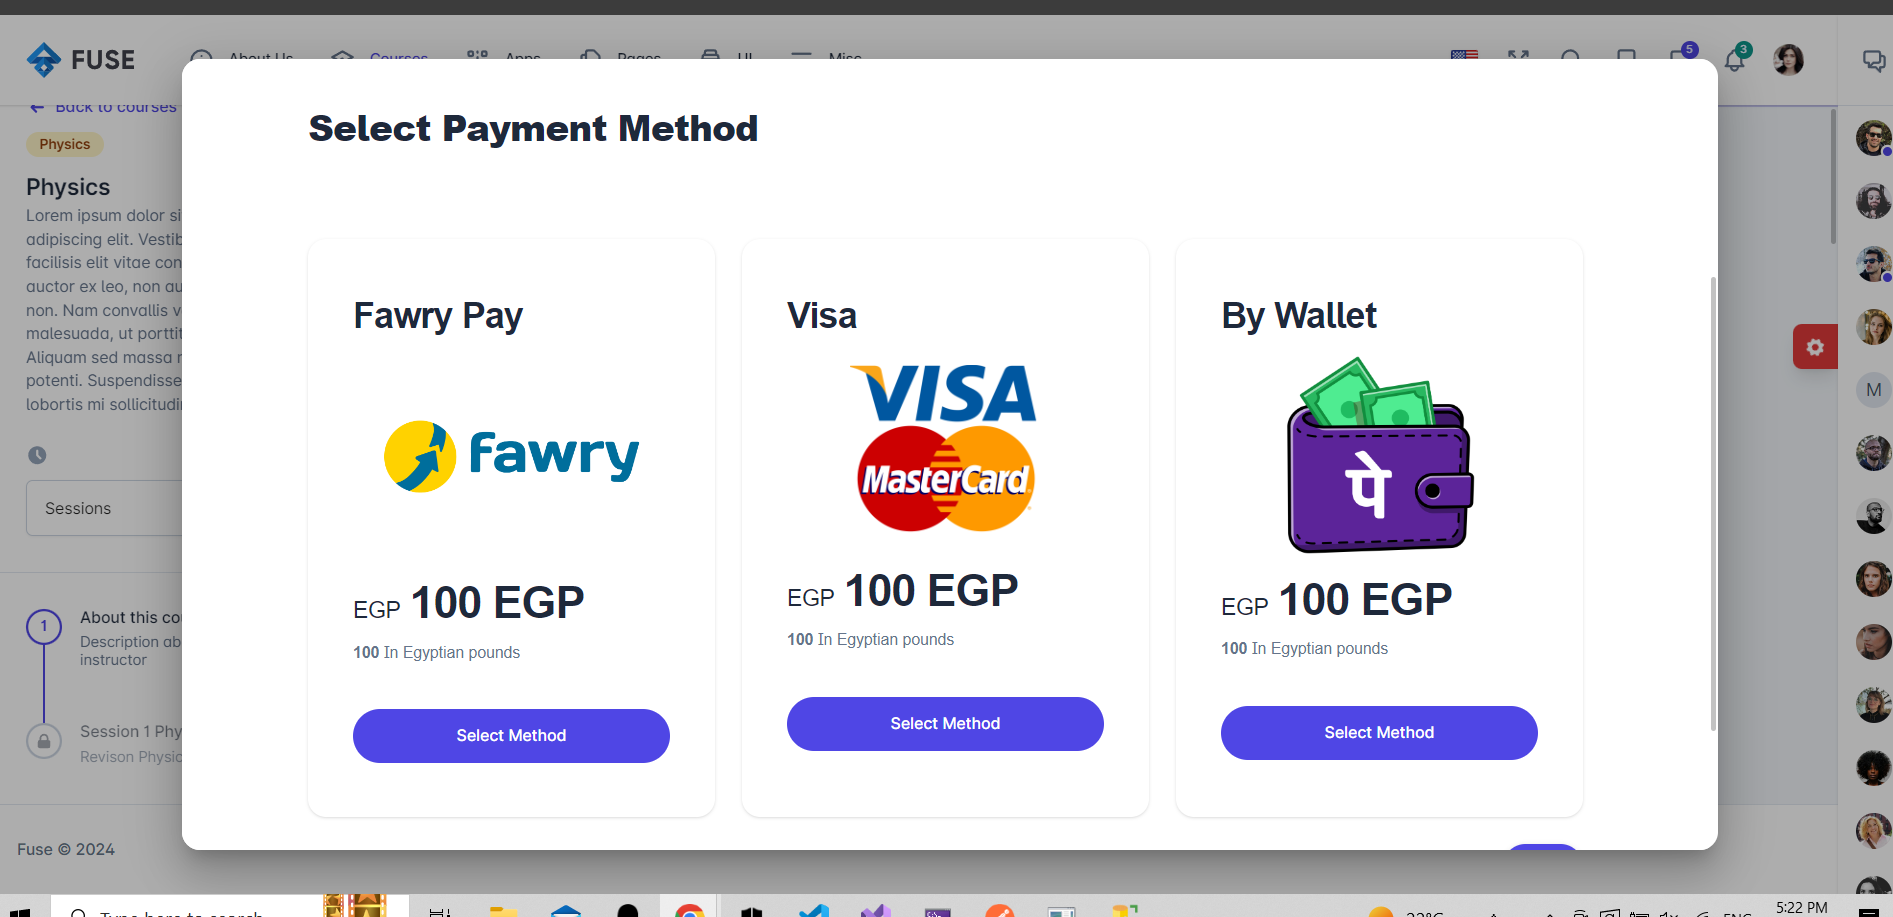 FUSE
About Us
Courses
Apps
Pages
UI
Misc
5
3
Back to courses
Physics
Physics
Lorem ipsum dolor si
adipiscing elit. Vestib
facilisis elit vitae con
auctor ex leo, non au
non. Nam convallis v
malesuada, ut porttit
Aliquam sed massa
potenti. Suspendisse
lobortis mi sollicitudi
Sessions
1
About this co
Description ab
instructor
Session 1 Phy
Revison Physic
Fuse © 2024
Select Payment Method
Fawry Pay
fawry
EGP 100 EGP
100 In Egyptian pounds
Select Method
Visa
VISA
MasterCard
EGP 100 EGP
100 In Egyptian pounds
Select Method
By Wallet
पे
EGP 100 EGP
100 In Egyptian pounds
Select Method
M
Type here to search
22°C
ENG
5:22 PM